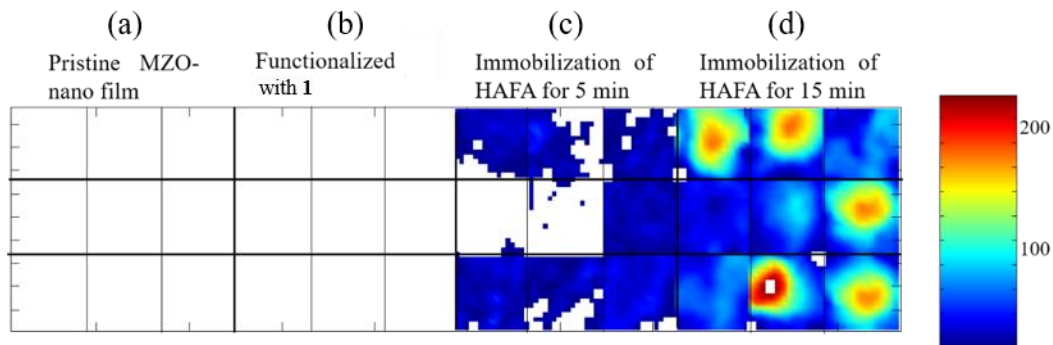 (a)
(b)
(c)
(d)
Pristine MZO-
nano film
Functionalized
with 1
Immobilization of
HAFA for 5 min
Immobilization of
HAFA for 15 min
200
100